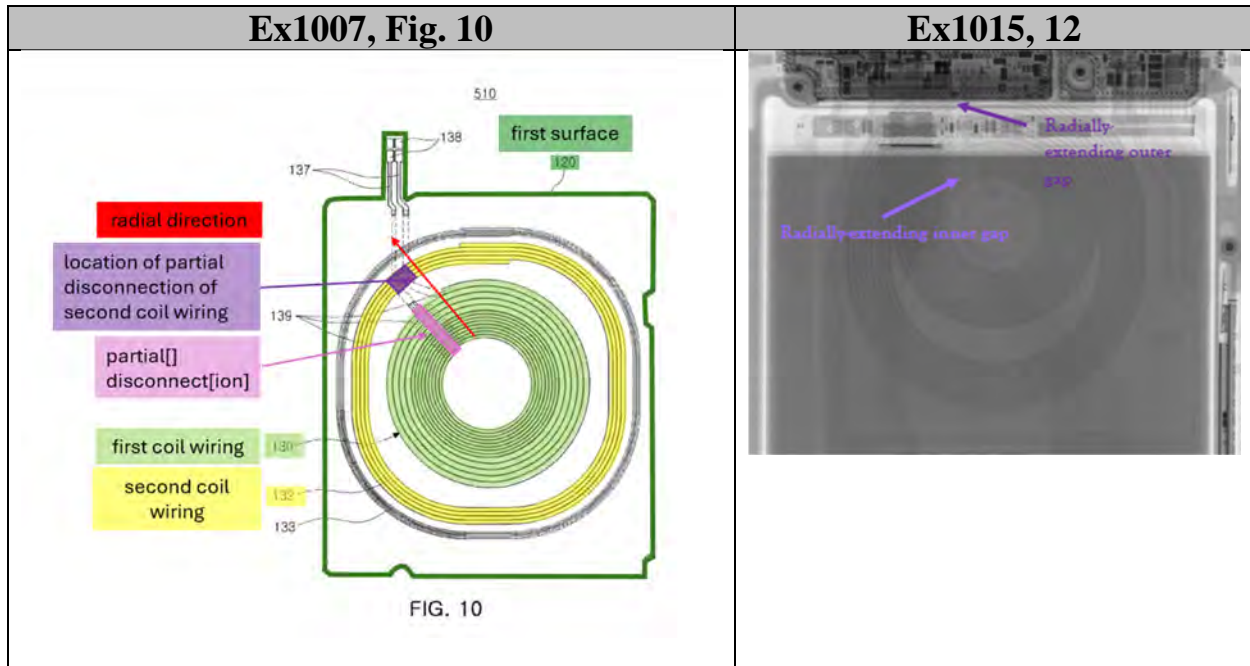 Ex1007, Fig. 10
Ex1015, 12
510
138
first surface
120
137
radial direction
location of partial
disconnection of
second coil wiring
139
partial[]
disconnect[ion]
first coil wiring
130
second coil
wiring
132
133
FIG. 10
Radially-
extending outer
gap
Radially-extending inner gap